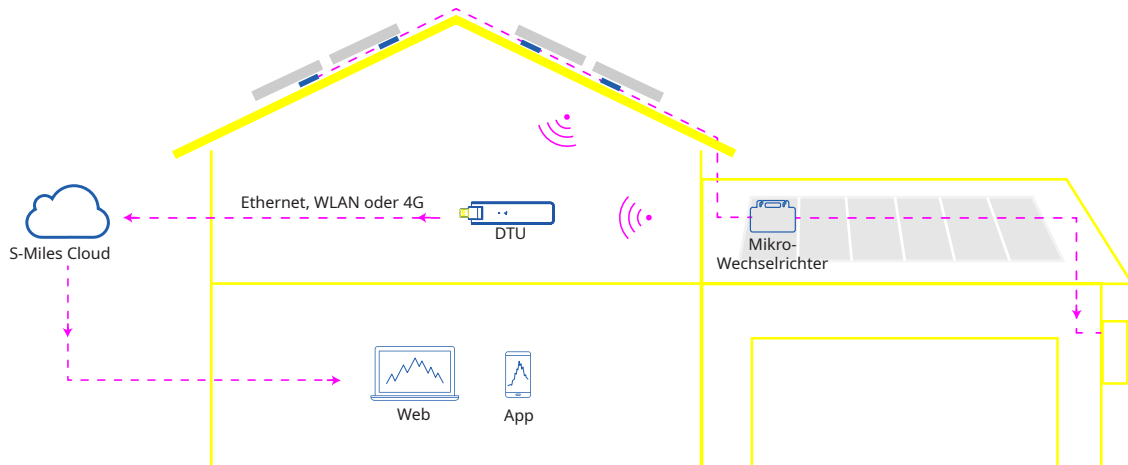 Ethernet, WLAN oder 4G
S-Miles Cloud
DTU
Mikro-
Wechselrichter
Web
App